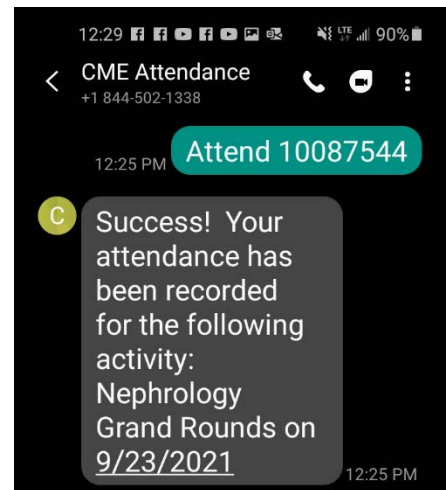 12:29 LTE 90%
CME Attendance
+1 844-502-1338
Attend 10087544
12:25 PM
C
Success! Your
attendance has
been recorded
for the following
activity:
Nephrology
Grand Rounds on
9/23/2021
12:25 PM